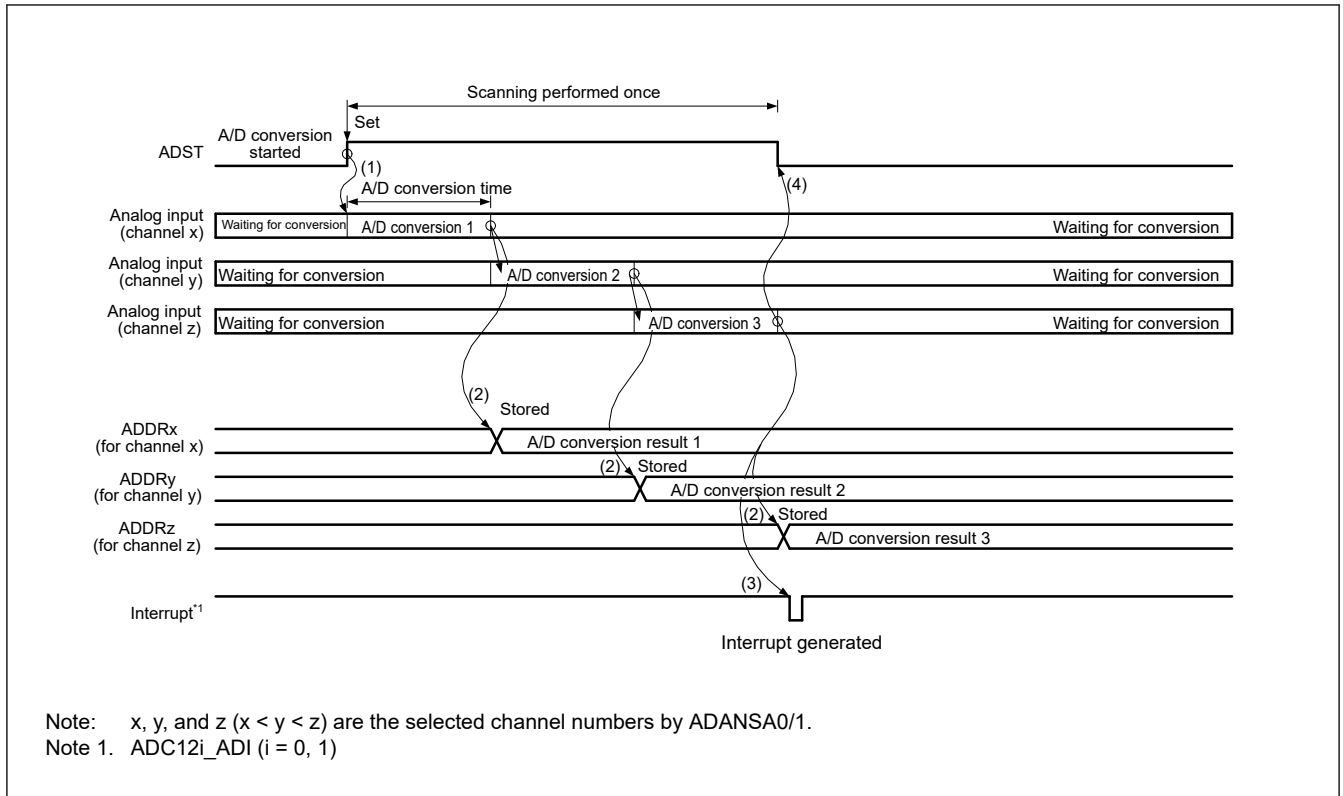 Scanning performed once
Set
A/D conversion
started
ADST
(1)
(4)
A/D conversion time
Analog input
(channel x)
Waiting for conversion
A/D conversion 1
Waiting for conversion
Analog input
(channel y)
Waiting for conversion
A/D conversion 2
Waiting for conversion
Analog input
(channel z)
Waiting for conversion
A/D conversion 3
Waiting for conversion
(2)
Stored
ADDRx
(for channel x)
A/D conversion result 1
(2)
Stored
ADDRy
(for channel y)
A/D conversion result 2
(2)
Stored
ADDRz
(for channel z)
A/D conversion result 3
(3)
Interrupt*1
Interrupt generated
Note: x, y, and z (x < y < z) are the selected channel numbers by ADANSA0/1.
Note 1. ADC12i_ADI (i = 0, 1)